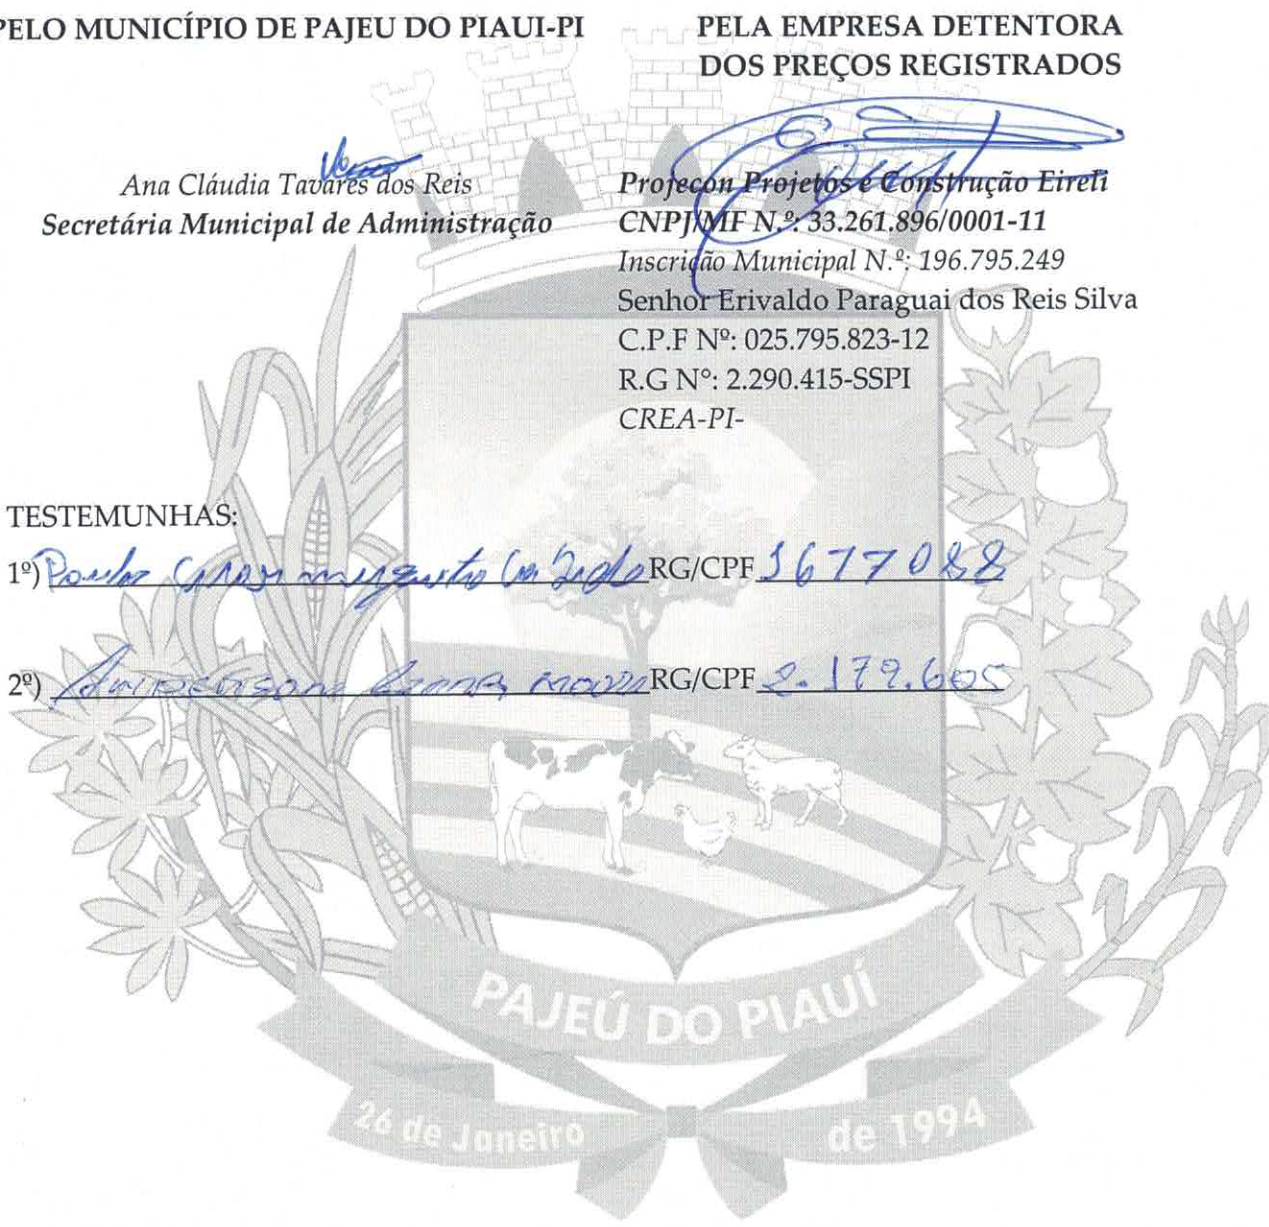 PELO MUNICÍPIO DE PAJEU DO PIAUI-PI
Ana Cláudia Tavares dos Reis
Secretária Municipal de Administração
PELA EMPRESA DETENTORA
DOS PREÇOS REGISTRADOS
Projecon Projetos e Construção Eireli
CNPJ/MF N.º: 33.261.896/0001-11
Inscrição Municipal N.º: 196.795.249
Senhor Erivaldo Paraguai dos Reis Silva
C.P.F Nº: 025.795.823-12
R.G N°: 2.290.415-SSPI
CREA-PI-
TESTEMUNHAS:
1º) RG/CPF 1677088
2º) RG/CPF 2.179.605
PAJEÚ DO PIAUÍ
26 de Janeiro de 1994